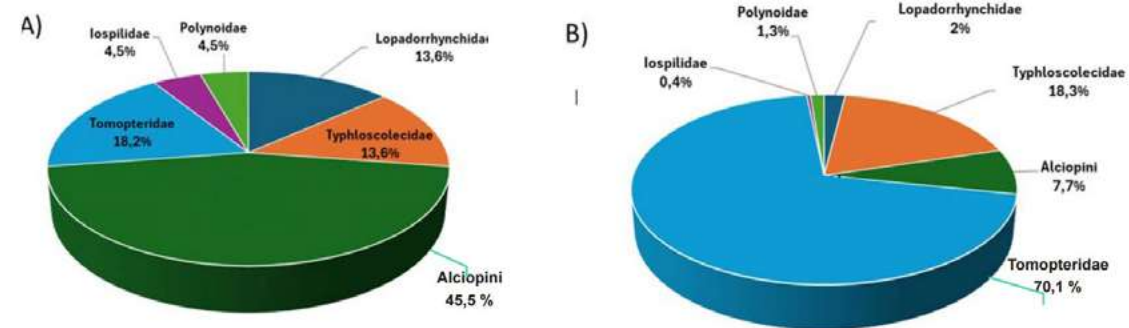 A)
Iospilidae
4,5%
Polynoidae
4,5%
Lopadorrhynchida
13,6%
Tomopteridae
18,2%
Typhloscolecidae
13,6%
Alciopini
45,5 %
B)
Polynoidae
1,3%
Lopadorrhynchidae
2%
Iospilidae
0,4%
Typhloscolecidae
18,3%
Alciopini
7,7%
Tomopteridae
70,1 %